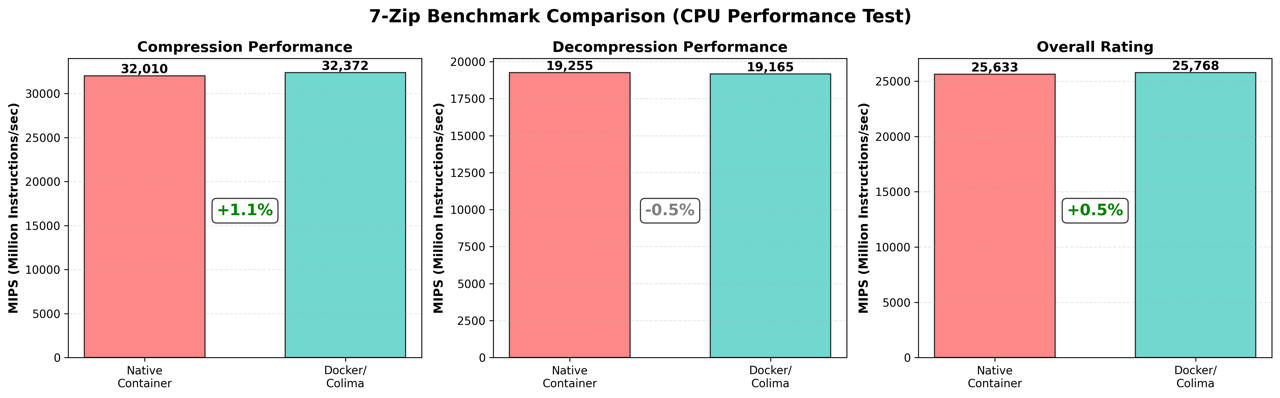 7-Zip Benchmark Comparison (CPU Performance Test)
Compression Performance
MIPS (Million Instructions/sec)
30000
25000
20000
15000
10000
5000
0
32,010
32,372
+1.1%
Native
Container
Docker/
Colima
Decompression Performance
MIPS (Million Instructions/sec)
20000
17500
15000
12500
10000
7500
5000
2500
0
19,255
19,165
-0.5%
Native
Container
Docker/
Colima
Overall Rating
MIPS (Million Instructions/sec)
25000
20000
15000
10000
5000
0
25,633
25,768
+0.5%
Native
Container
Docker/
Colima